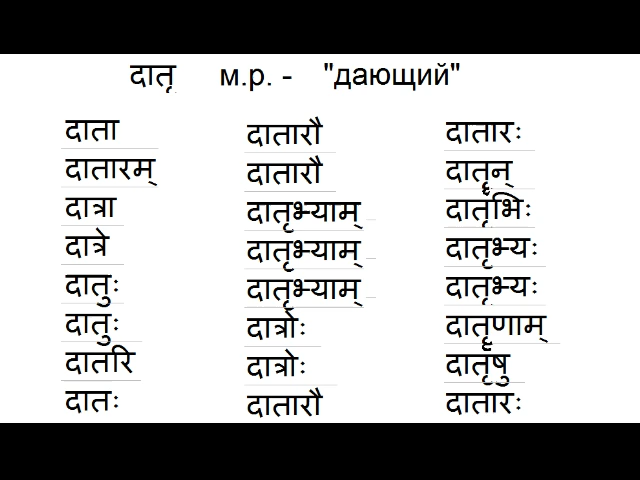 दातृ м.р. - "дающий"
दाता दातारौ दातारः
दातारम् दातारौ दातॄन्
दात्रा दातृभ्याम् दातृभिः
दात्रे दातृभ्याम् दातृभ्यः
दातुः दातृभ्याम् दातृभ्यः
दातुः दात्रोः दातॄणाम्
दातरि दात्रोः दातृषु
दातः दातारौ दातारः